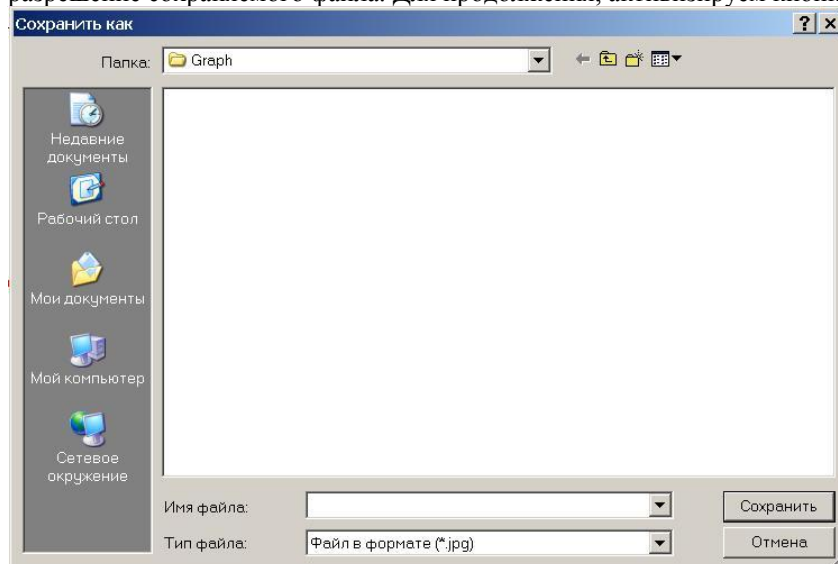 Сохранить как
Папка:
Graph
Недавние
документы
Рабочий стол
Мои документы
Мой компьютер
Сетевое
окружение
Имя файла:
Сохранить
Тип файла:
Файл в формате (*.jpg)
Отмена